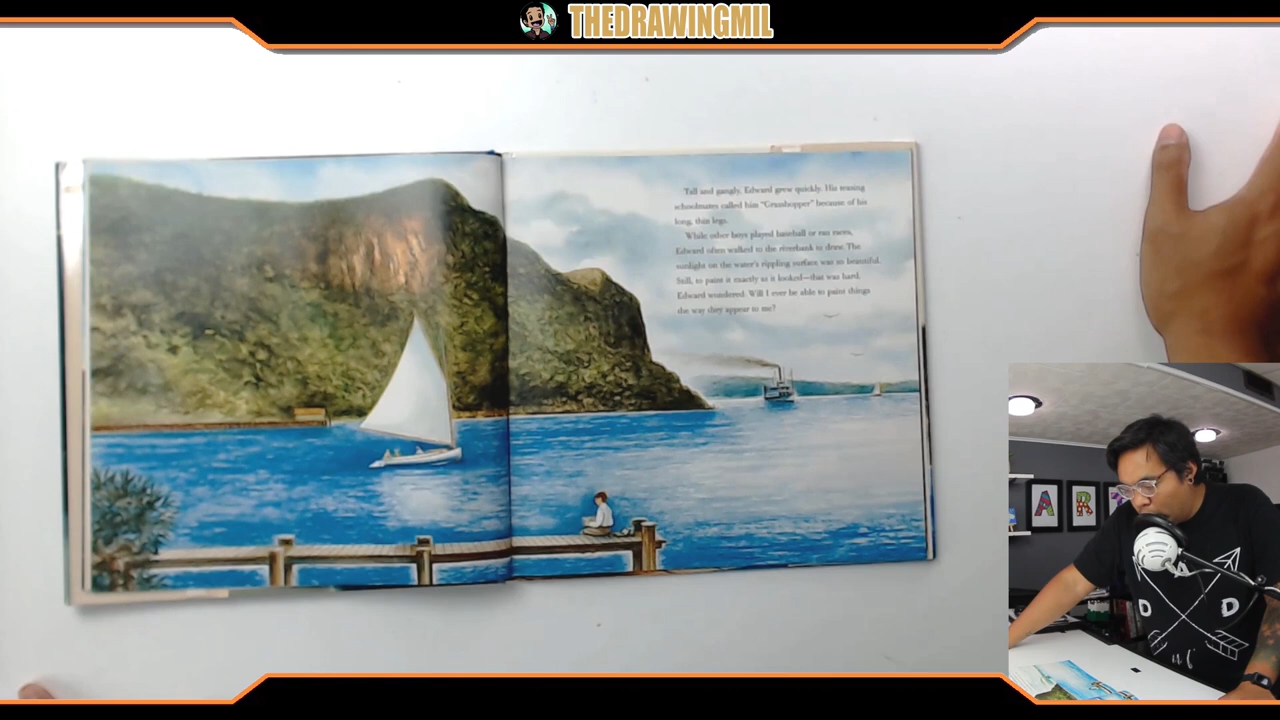 THEDRAWINGMIL
Tall and gangly, Edward grew quickly. His teasing
schoolmates called him "Grasshopper" because of his
long, thin legs.
While other boys played baseball or ran races,
Edward often walked to the riverbank to draw. The
sunlight on the water's rippling surface was so beautiful.
Still, to paint it exactly as it looked—that was hard.
Edward wondered: Will I ever be able to paint things
the way they appear to me?
A R
D A D